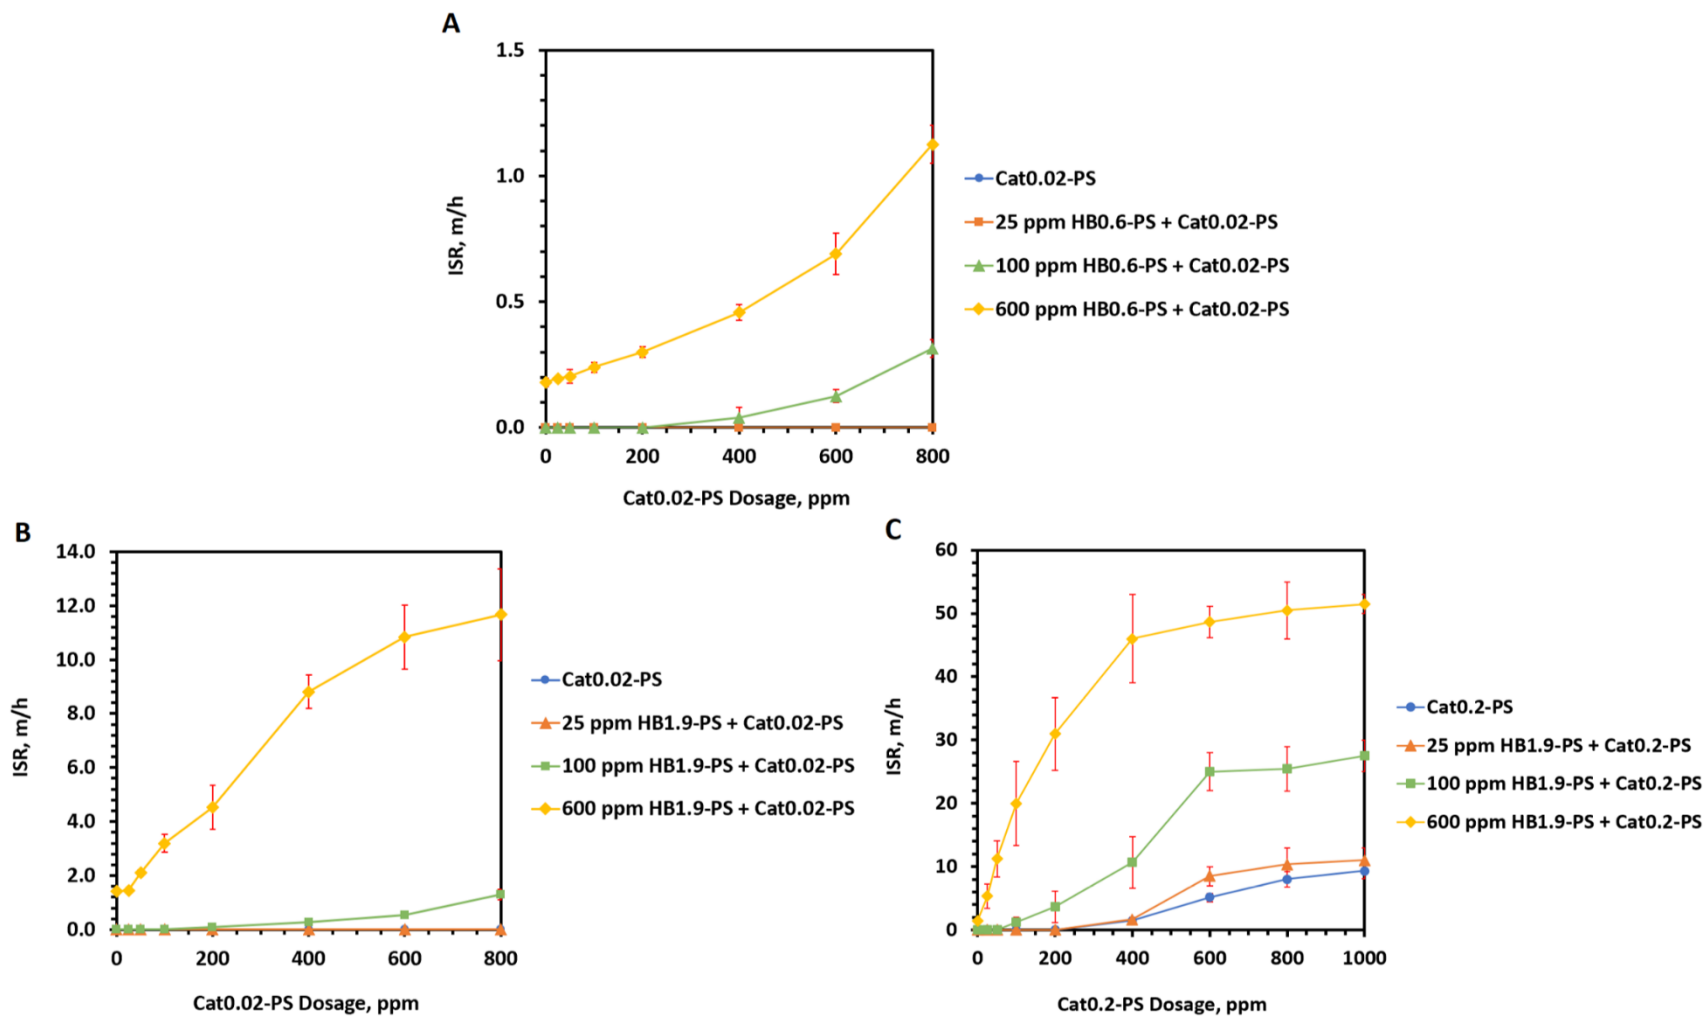 A
1.5
1.0
0.5
0.0
ISR, m/h
0 200 400 600 800
Cat0.02-PS Dosage, ppm
Cat0.02-PS
25 ppm HB0.6-PS + Cat0.02-PS
100 ppm HB0.6-PS + Cat0.02-PS
600 ppm HB0.6-PS + Cat0.02-PS
B
14.0
12.0
10.0
8.0
6.0
4.0
2.0
0.0
ISR, m/h
0 200 400 600 800
Cat0.02-PS Dosage, ppm
Cat0.02-PS
25 ppm HB1.9-PS + Cat0.02-PS
100 ppm HB1.9-PS + Cat0.02-PS
600 ppm HB1.9-PS + Cat0.02-PS
C
60
50
40
30
20
10
0
ISR, m/h
0 200 400 600 800 1000
Cat0.2-PS Dosage, ppm
Cat0.2-PS
25 ppm HB1.9-PS + Cat0.2-PS
100 ppm HB1.9-PS + Cat0.2-PS
600 ppm HB1.9-PS + Cat0.2-PS